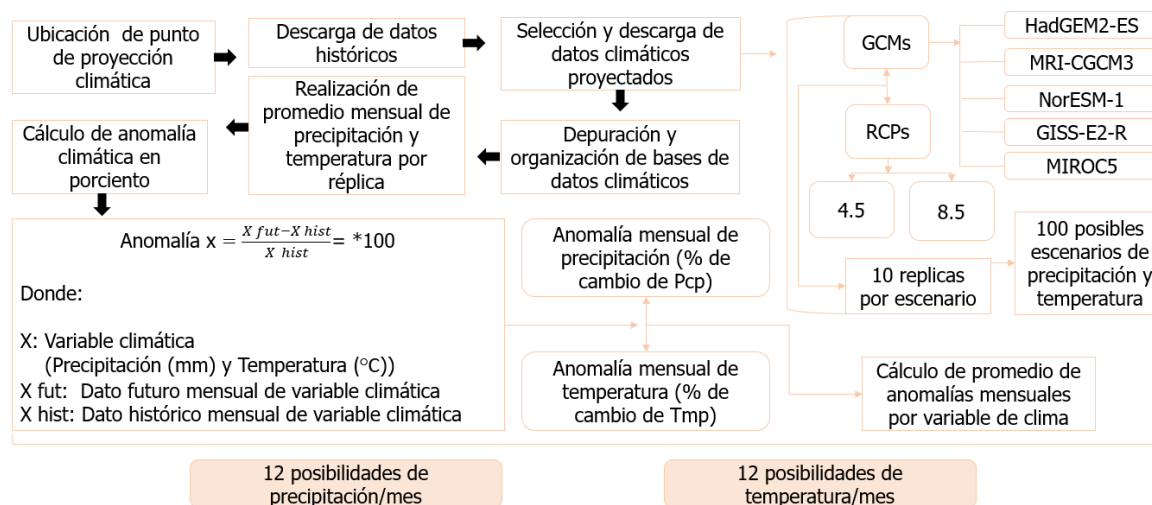 Ubicación de punto
de proyección
climática
Descarga de datos
históricos
Selección y descarga de
datos climáticos
proyectados
GCMs
HadGEM2-ES
MRI-CGCM3
NorESM-1
GISS-E2-R
MIROC5
RCPs
4.5
8.5
10 replicas
por escenario
100 posibles
escenarios de
precipitación y
temperatura
Depuración y
organización de bases de
datos climáticos
Realización de
promedio mensual de
precipitación y
temperatura por
réplica
Cálculo de anomalía
climática en
porciento
Anomalía x = X fut−X hist / X hist = *100
Donde:
X: Variable climática
(Precipitación (mm) y Temperatura (°C))
X fut: Dato futuro mensual de variable climática
X hist: Dato histórico mensual de variable climática
Anomalía mensual de
precipitación (% de
cambio de Pcp)
Anomalía mensual de
temperatura (% de
cambio de Tmp)
Cálculo de promedio de
anomalías mensuales
por variable de clima
12 posibilidades de
precipitación/mes
12 posibilidades de
temperatura/mes